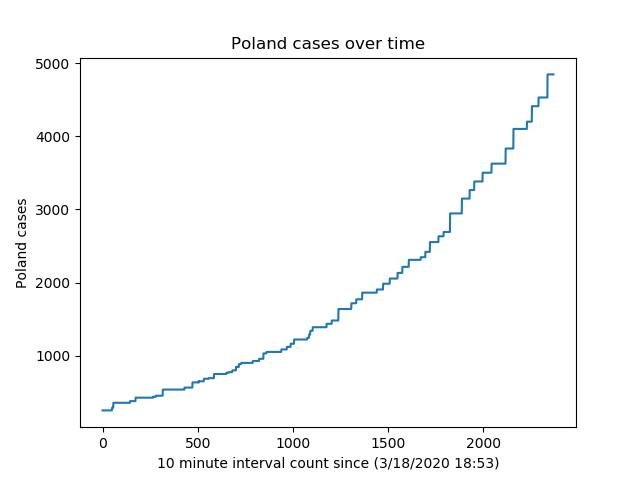 Poland cases over time
5000
4000
3000
2000
1000
Poland cases
0 500 1000 1500 2000
10 minute interval count since (3/18/2020 18:53)